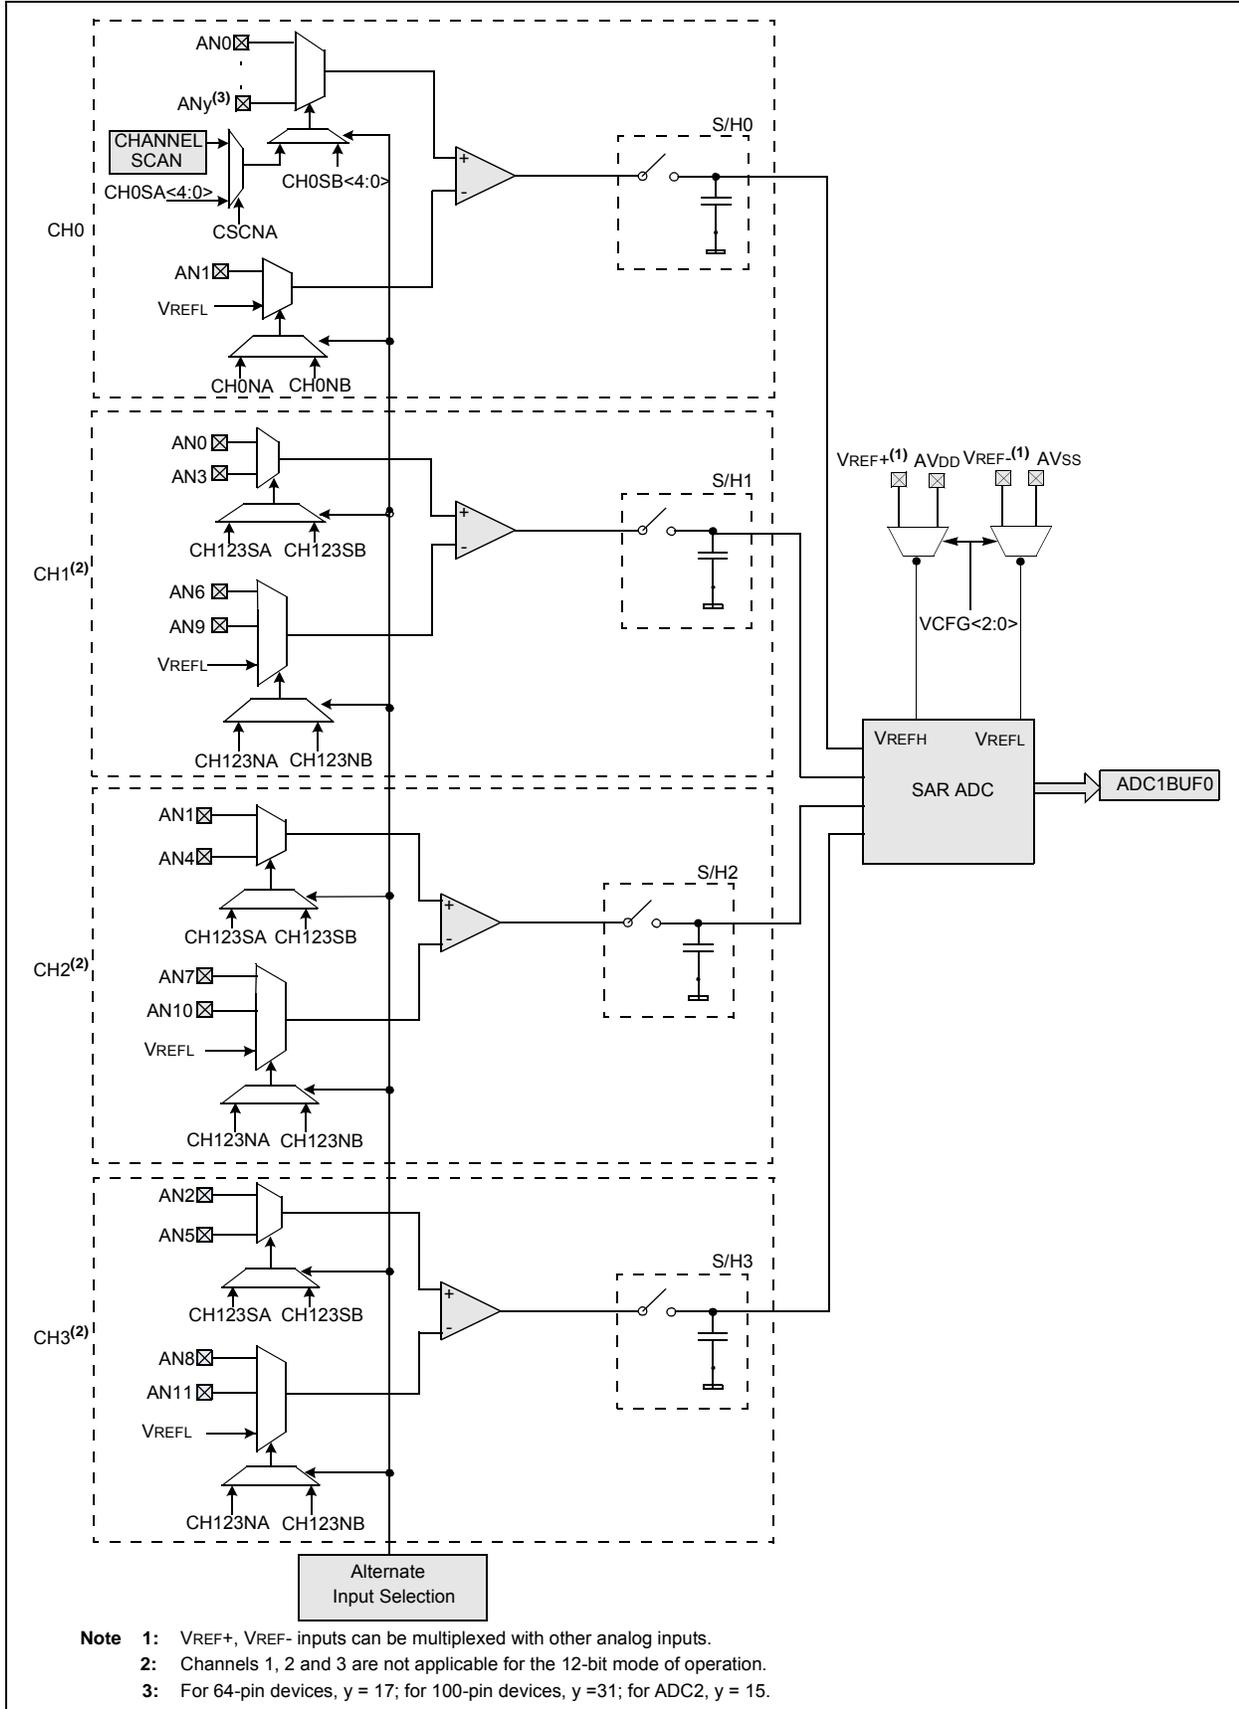 AN0
ANy(3)
CHANNEL
SCAN
CH0SA<4:0>
CH0SB<4:0>
CSCNA
CH0
AN1
VREFL
CH0NA CH0NB
+
-
S/H0
AN0
AN3
CH123SA CH123SB
CH1(2)
AN6
AN9
VREFL
CH123NA CH123NB
+
-
S/H1
VREF+(1) AVDD VREF-(1) AVSS
VCFG<2:0>
VREFH VREFL
SAR ADC
ADC1BUF0
AN1
AN4
CH123SA CH123SB
CH2(2)
AN7
AN10
VREFL
CH123NA CH123NB
+
-
S/H2
AN2
AN5
CH123SA CH123SB
CH3(2)
AN8
AN11
VREFL
CH123NA CH123NB
+
-
S/H3
Alternate
Input Selection
Note 1: VREF+, VREF- inputs can be multiplexed with other analog inputs.
2: Channels 1, 2 and 3 are not applicable for the 12-bit mode of operation.
3: For 64-pin devices, y = 17; for 100-pin devices, y =31; for ADC2, y = 15.